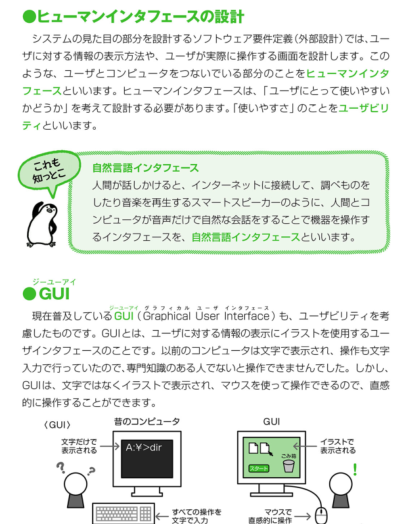 ●ヒューマンインタフェースの設計
システムの見た目の部分を設計するソフトウェア要件定義(外部設計)では、ユー
ザに対する情報の表示方法や、ユーザが実際に操作する画面を設計します。この
ような、ユーザとコンピュータをつないでいる部分のことをヒューマンインタ
フェースといいます。ヒューマンインタフェースは、「ユーザにとって使いやすい
かどうか」を考えて設計する必要があります。「使いやすさ」のことをユーザビリ
ティといいます。
これも
知っとこ
自然言語インタフェース
人間が話しかけると、インターネットに接続して、調べものを
したり音楽を再生するスマートスピーカーのように、人間とコ
ンピュータが音声だけで自然な会話をすることで機器を操作す
るインタフェースを、自然言語インタフェースといいます。
ジーユーアイ
●GUI
ジーユーアイ グラフィカル ユーザ インタフェース
現在普及しているGUI(Graphical User Interface)も、ユーザビリティを考
慮したものです。GUIとは、ユーザに対する情報の表示にイラストを使用するユー
ザインタフェースのことです。以前のコンピュータは文字で表示され、操作も文字
入力で行っていたので、専門知識のある人でないと操作できませんでした。しかし、
GUIは、文字ではなくイラストで表示され、マウスを使って操作できるので、直感
的に操作することができます。
〈GUI〉
昔のコンピュータ
GUI
文字だけで
表示される
A:¥>dir
?
?
すべての操作を
文字で入力
ごみ箱
スタート
イラストで
表示される
!
マウスで
直感的に操作